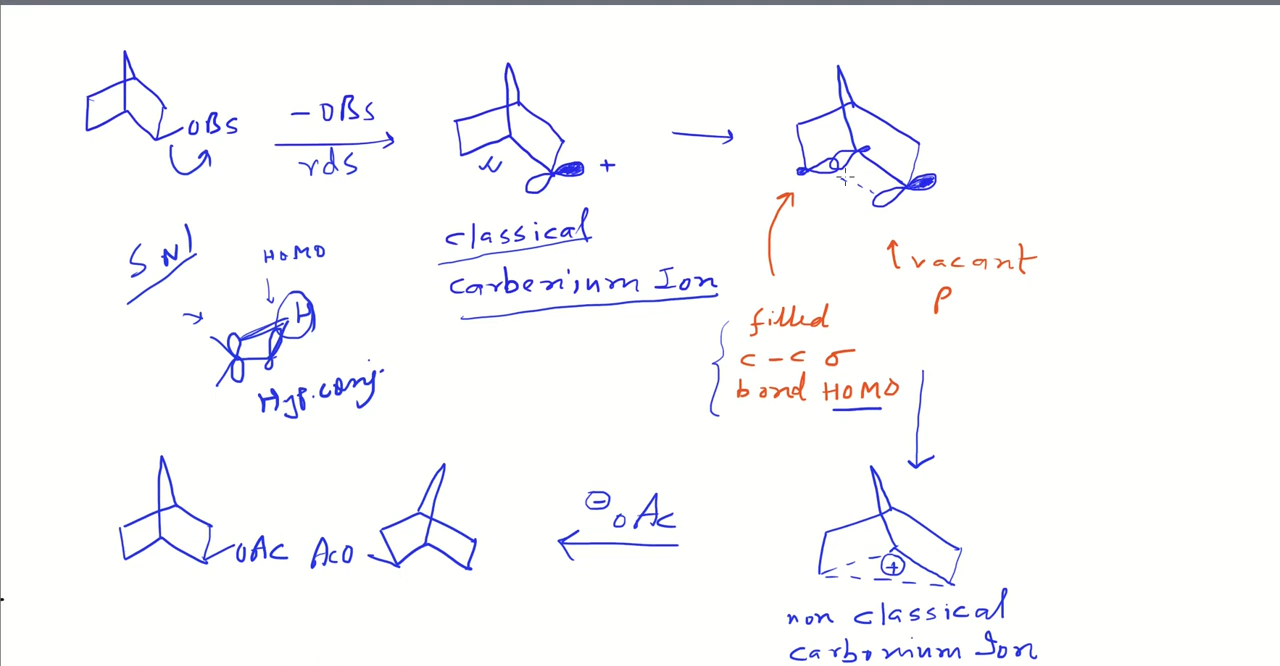 OBS
- OBS
rds
+
SN1
HOMO
H
Hyp. conj.
classical
carbenium Ion
↑ vacant
p
filled
c - c σ
bond HOMO
OAC ACO
⊖OAC
+
non classical
carbonium Ion